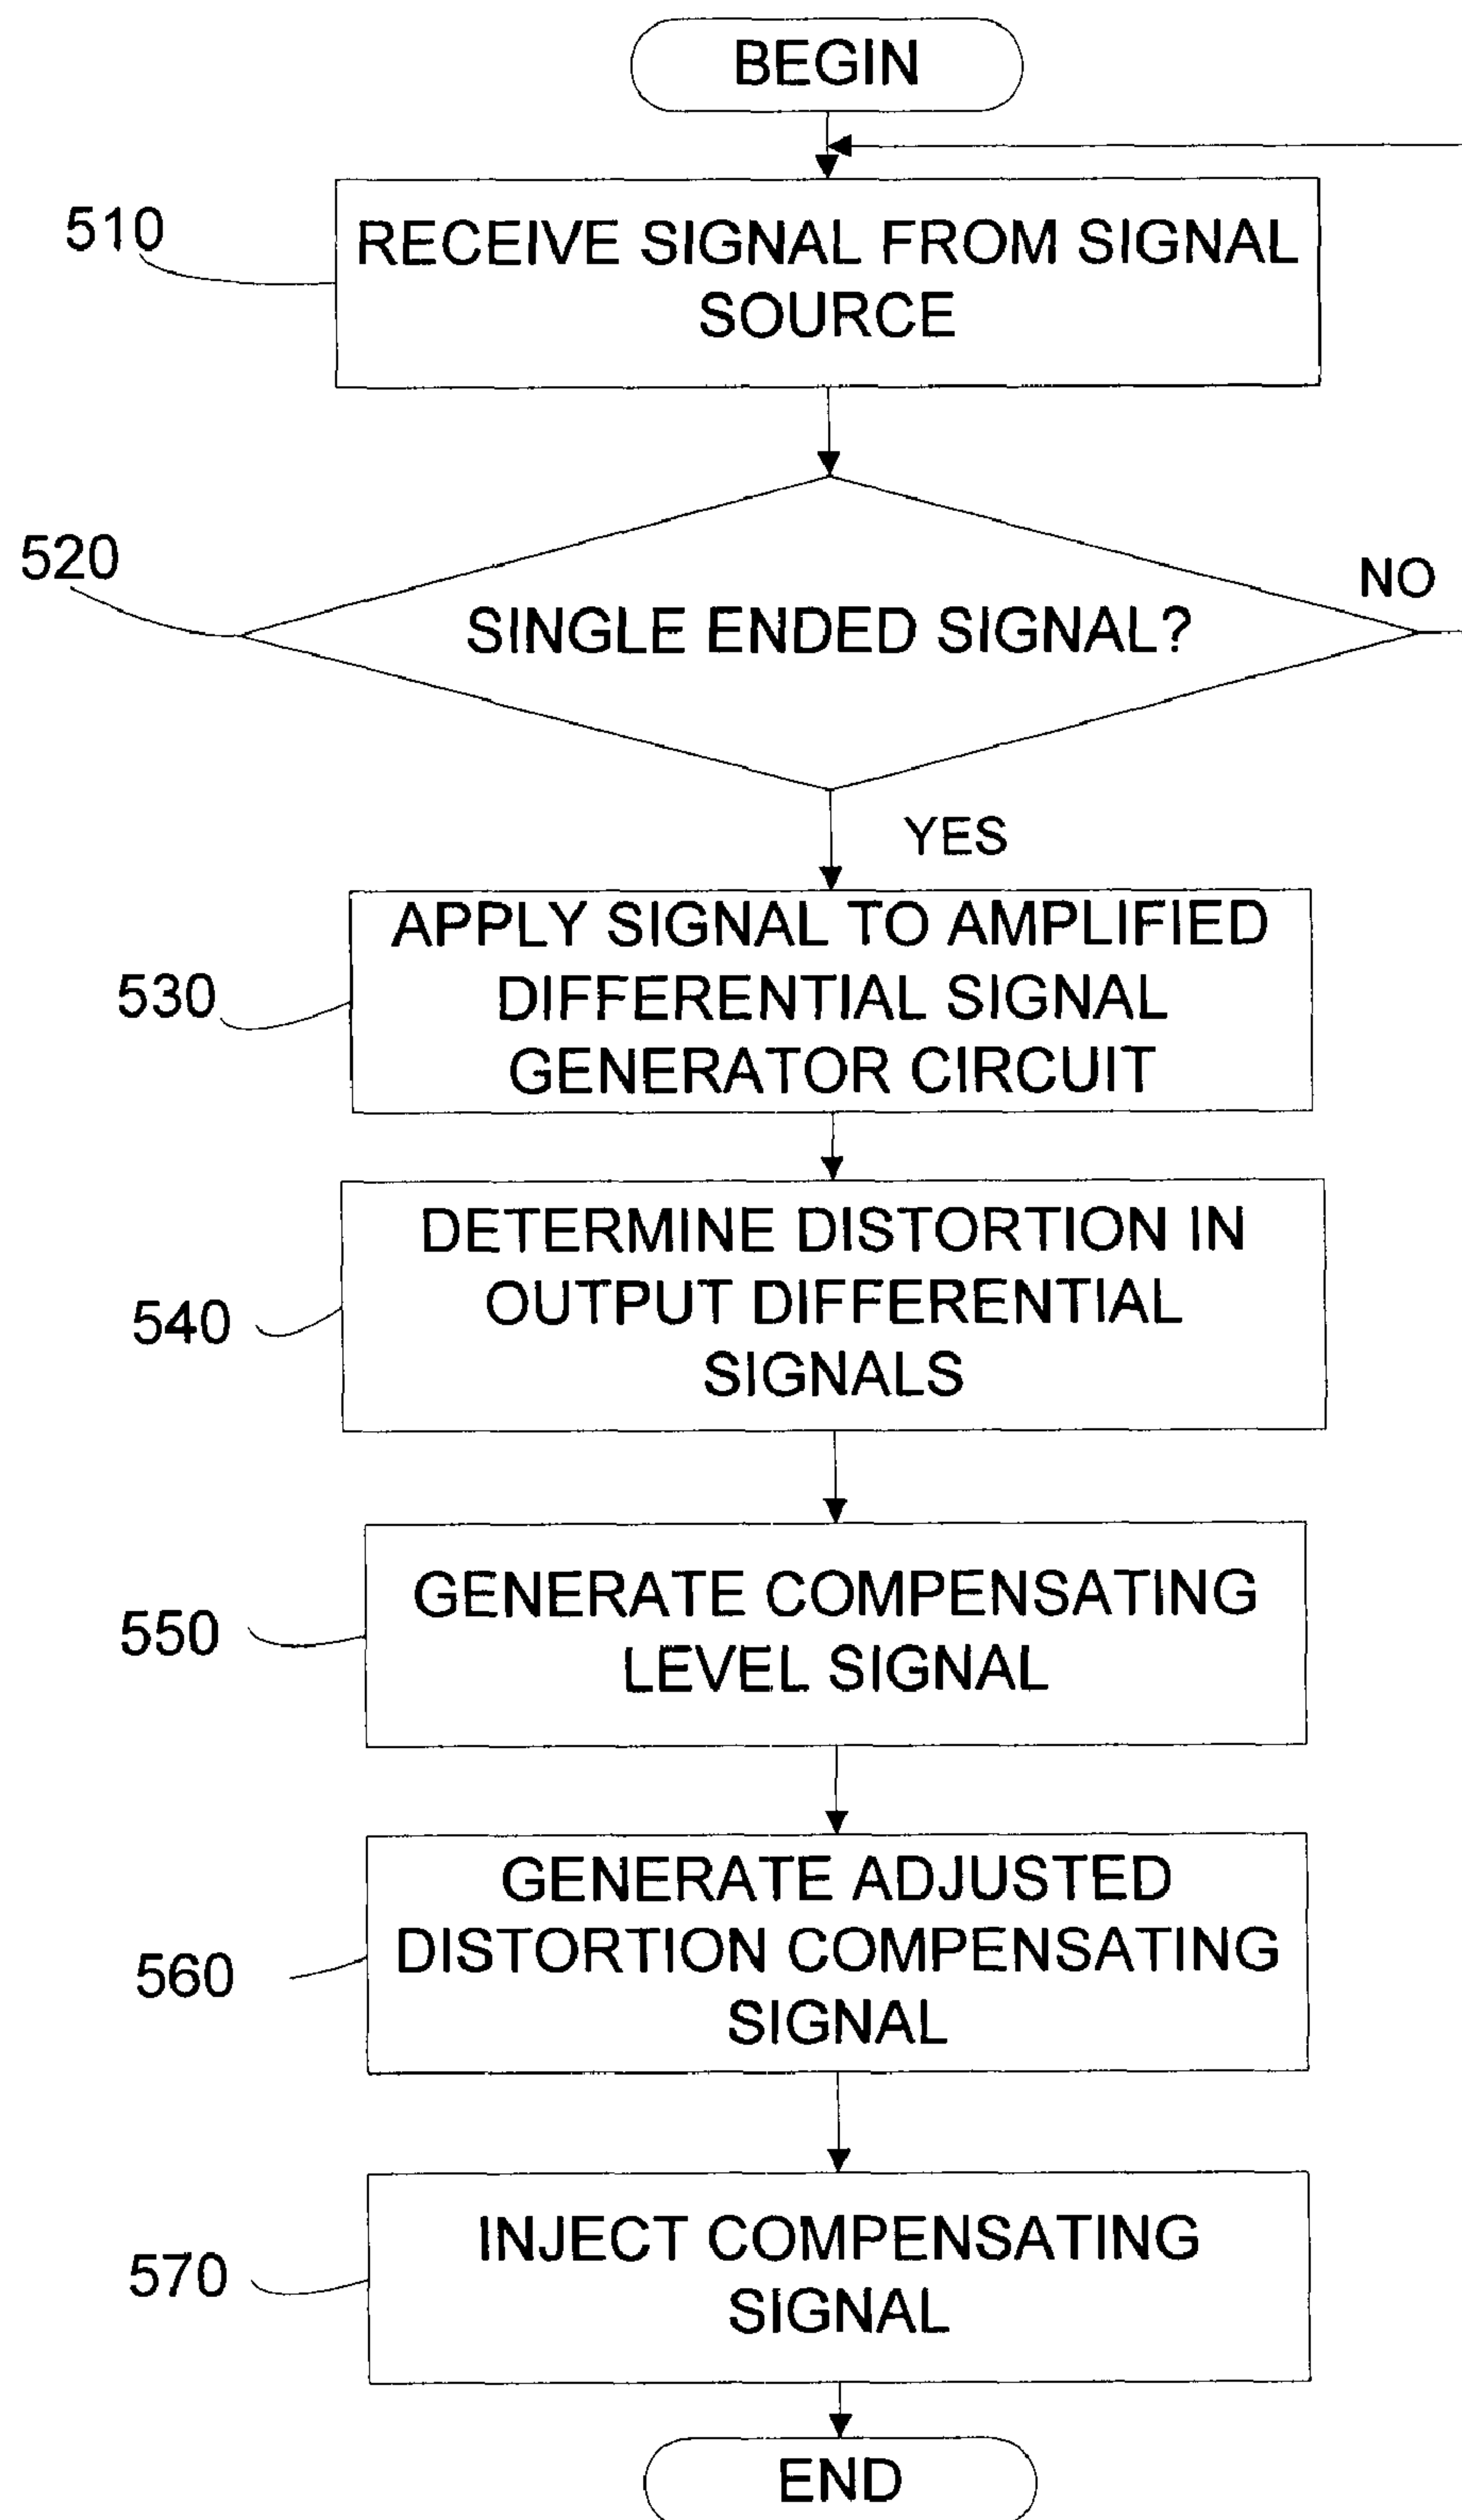 BEGIN
510
RECEIVE SIGNAL FROM SIGNAL
SOURCE
520
SINGLE ENDED SIGNAL?
NO
YES
530
APPLY SIGNAL TO AMPLIFIED
DIFFERENTIAL SIGNAL
GENERATOR CIRCUIT
540
DETERMINE DISTORTION IN
OUTPUT DIFFERENTIAL
SIGNALS
550
GENERATE COMPENSATING
LEVEL SIGNAL
560
GENERATE ADJUSTED
DISTORTION COMPENSATING
SIGNAL
570
INJECT COMPENSATING
SIGNAL
END